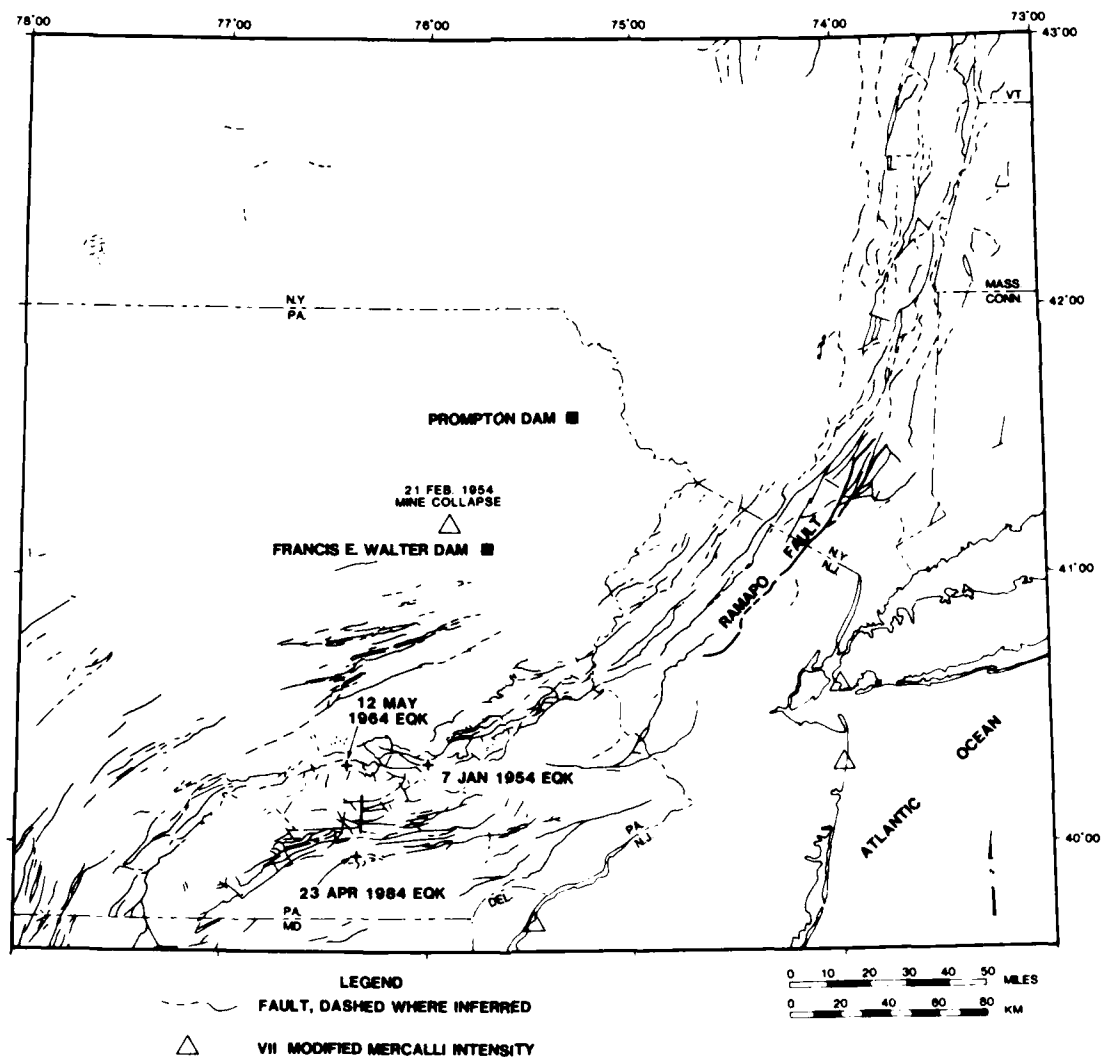 78°00 77°00 76°00 75°00 74°00 73°00
43°00
VT
MASS
CONN.
42°00
N.Y
PA.
PROMPTON DAM
21 FEB. 1954
MINE COLLAPSE
FRANCIS E. WALTER DAM
41°00
RAMAPO FAULT
N.Y
N.J.
12 MAY
1964 EQK
7 JAN 1954 EQK
OCEAN
ATLANTIC
40°00
PA.
N.J
23 APR 1984 EQK
DEL.
PA.
MD
LEGEND
FAULT, DASHED WHERE INFERRED
VII MODIFIED MERCALLI INTENSITY
0 10 20 30 40 50 MILES
0 20 40 60 80 KM